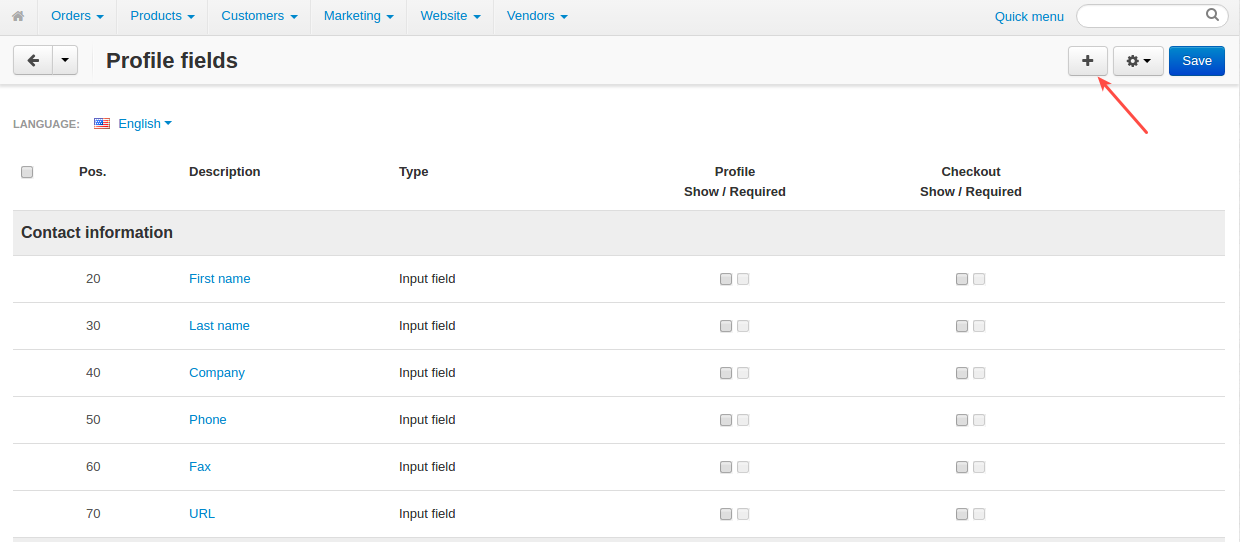 Orders Products Customers Marketing Website Vendors Quick menu
Profile fields Save
LANGUAGE: English
Pos. Description Type Profile Checkout
Show / Required Show / Required
Contact information
20 First name Input field
30 Last name Input field
40 Company Input field
50 Phone Input field
60 Fax Input field
70 URL Input field